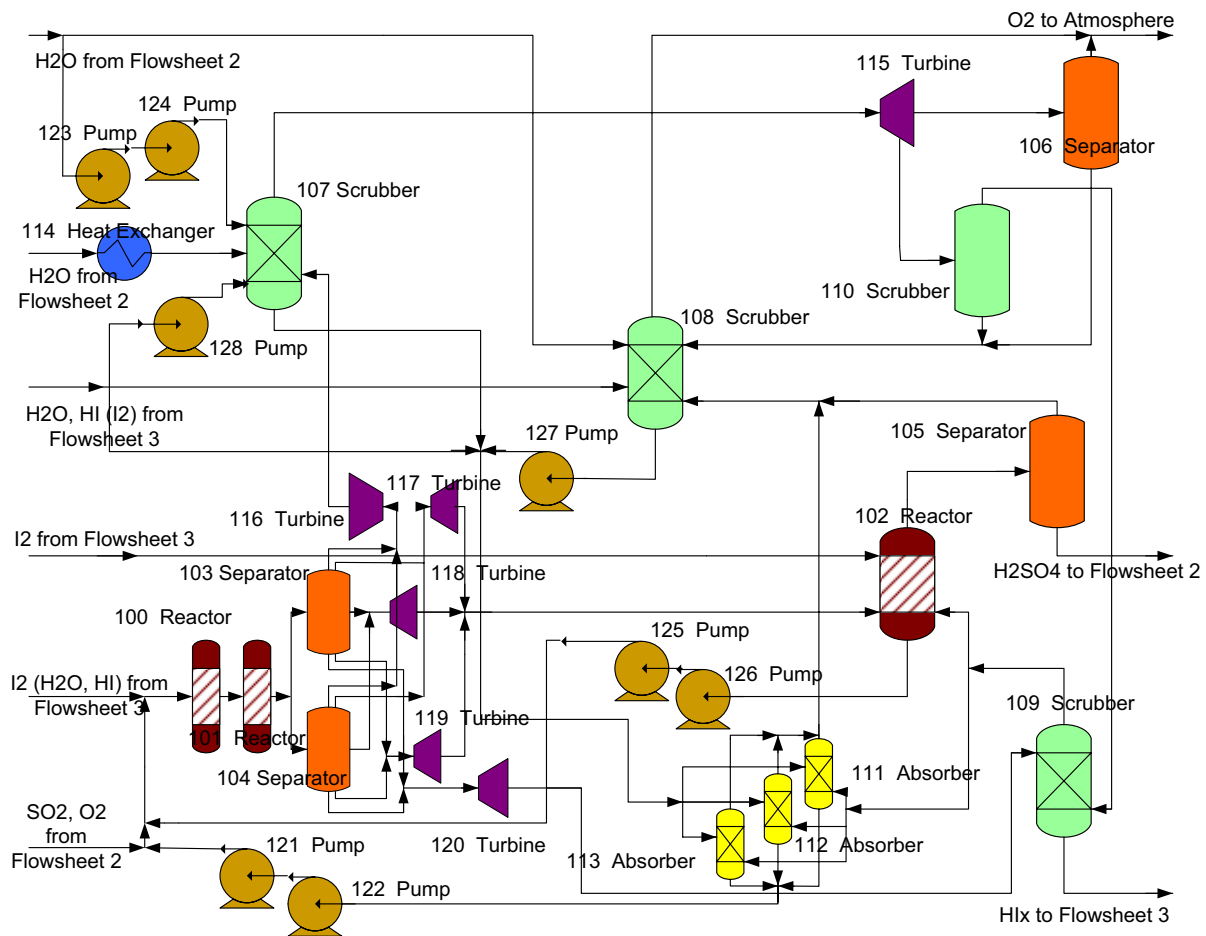 O2 to Atmosphere
H2O from Flowsheet 2
115 Turbine
124 Pump
123 Pump
106 Separator
107 Scrubber
114 Heat Exchanger
H2O from
Flowsheet 2
110 Scrubber
108 Scrubber
128 Pump
H2O, HI (I2) from
Flowsheet 3
127 Pump
105 Separator
117 Turbine
116 Turbine
102 Reactor
I2 from Flowsheet 3
103 Separator
118 Turbine
H2SO4 to Flowsheet 2
100 Reactor
125 Pump
126 Pump
I2 (H2O, HI) from
Flowsheet 3
109 Scrubber
119 Turbine
101 Reactor
104 Separator
111 Absorber
SO2, O2
from
Flowsheet 2
121 Pump
120 Turbine
112 Absorber
113 Absorber
122 Pump
HIx to Flowsheet 3